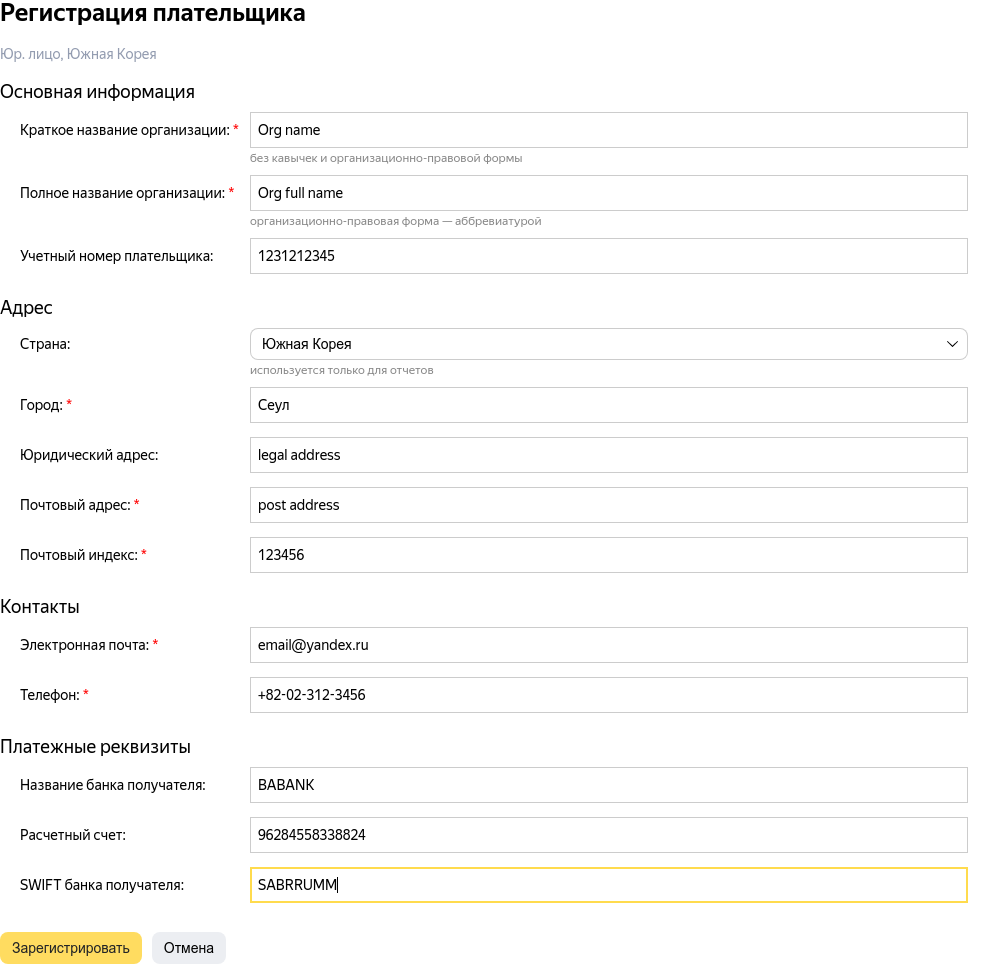 Регистрация плательщика
Юр. лицо, Южная Корея
Основная информация
Краткое название организации: * Org name
без кавычек и организационно-правовой формы
Полное название организации: * Org full name
организационно-правовая форма — аббревиатурой
Учетный номер плательщика: 1231212345
Адрес
Страна: Южная Корея
используется только для отчетов
Город: * Сеул
Юридический адрес: legal address
Почтовый адрес: * post address
Почтовый индекс: * 123456
Контакты
Электронная почта: * email@yandex.ru
Телефон: * +82-02-312-3456
Платежные реквизиты
Название банка получателя: BABANK
Расчетный счет: 96284558338824
SWIFT банка получателя: SABRRUMM
Зарегистрировать Отмена